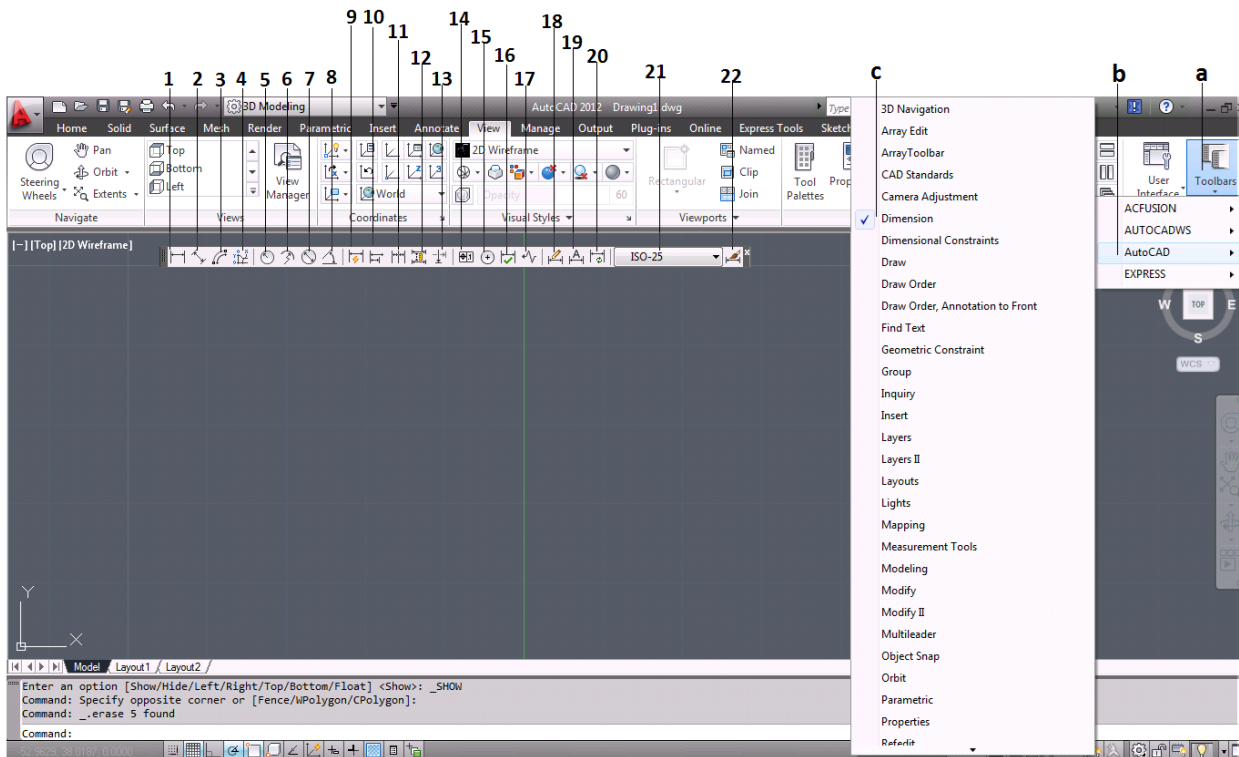 9 10
14
18
11
15
19
12
16
20
1 2 3 4 5 6 7 8
13
17
21
22
c
b
a
3D Modeling
AutoCAD 2012 Drawing1.dwg
Type
Home Solid Surface Mesh Render Parametric Insert Annotate View Manage Output Plug-ins Online Express Tools Sketch
Pan
Orbit
Extents
Steering
Wheels
Navigate
Top
Bottom
Left
Views
View
Manager
World
Coordinates
2D Wireframe
Opacity 60
Visual Styles
Rectangular
Named
Clip
Join
Viewports
Tool
Palettes
Prop
User
Interface
Toolbars
ACFUSION
AUTOCADWS
AutoCAD
EXPRESS
3D Navigation
Array Edit
ArrayToolbar
CAD Standards
Camera Adjustment
Dimension
Dimensional Constraints
Draw
Draw Order
Draw Order, Annotation to Front
Find Text
Geometric Constraint
Group
Inquiry
Insert
Layers
Layers II
Layouts
Lights
Mapping
Measurement Tools
Modeling
Modify
Modify II
Multileader
Object Snap
Orbit
Parametric
Properties
Refedit
[−] [Top] [2D Wireframe]
ISO-25
W TOP E
S
WCS
Y
X
Model Layout1 Layout2
Enter an option [Show/Hide/Left/Right/Top/Bottom/Float] <Show>: _SHOW
Command: Specify opposite corner or [Fence/WPolygon/CPolygon]:
Command: _.erase 5 found
Command: